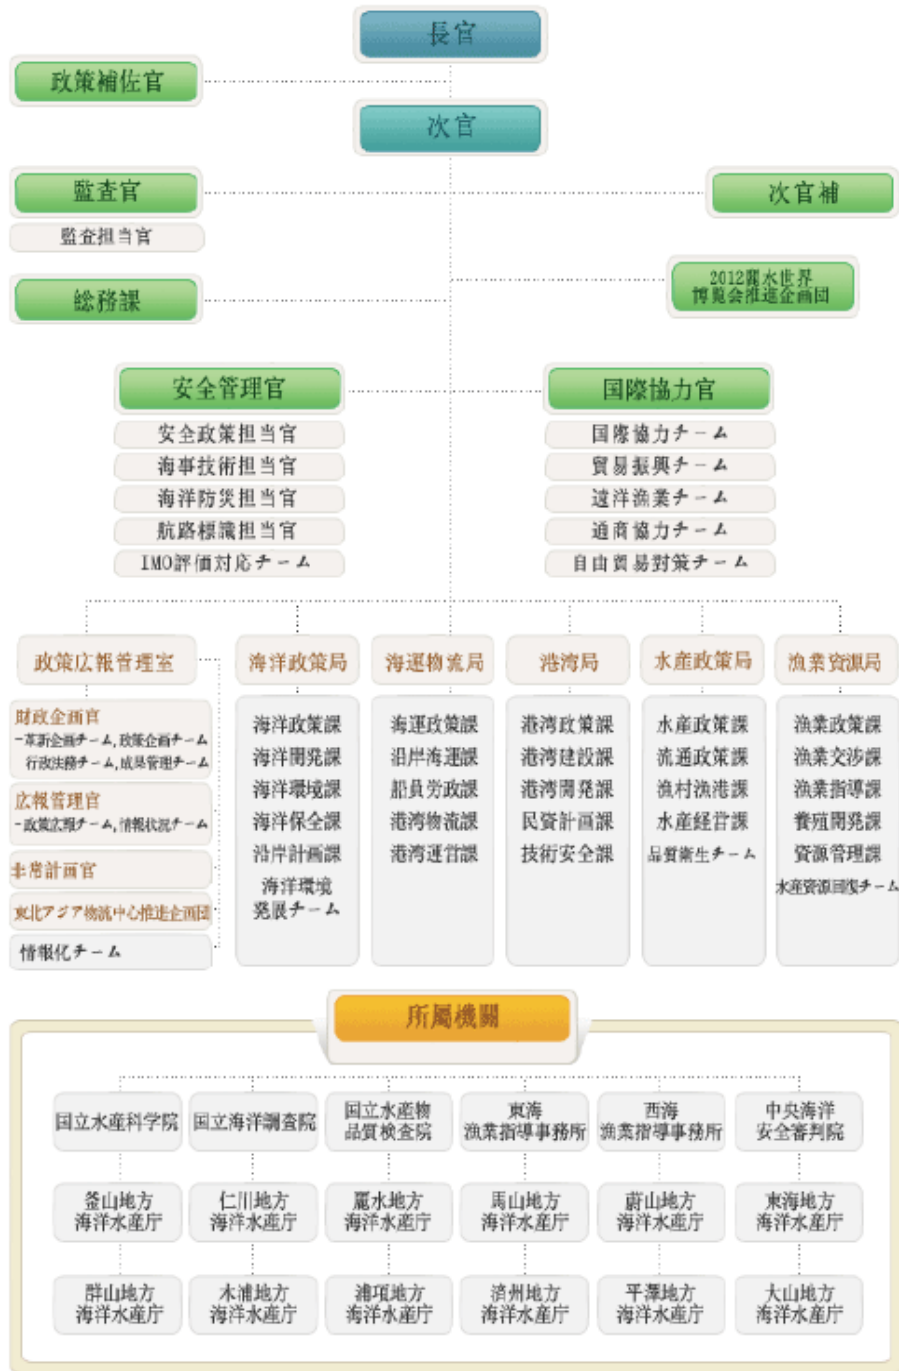 長官
政策補佐官
次官
監査官
次官補
監査担当官
総務課
2012麗水世界
博覧会推進企画団
安全管理官
国際協力官
安全政策担当官
国際協力チーム
海事技術担当官
貿易振興チーム
海洋防災担当官
遠洋漁業チーム
航路標識担当官
通商協力チーム
IMO評価対応チーム
自由貿易對策チーム
政策広報管理室
海洋政策局
海運物流局
港湾局
水産政策局
漁業資源局
財政企画官
-革新企画チーム,政策企画チーム
行政法務チーム,成果管理チーム
広報管理官
-政策広報チーム,情報状況チーム
非常計画官
東北アジア物流中心推進企画団
情報化チーム
海洋政策課
海洋開発課
海洋環境課
海洋保全課
沿岸計画課
海洋環境
発展チーム
海運政策課
沿岸海運課
船員労政課
港湾物流課
港湾運営課
港湾政策課
港湾建設課
港湾開発課
民資計画課
技術安全課
水産政策課
流通政策課
漁村漁港課
水産経営課
品質衛生チーム
漁業政策課
漁業交渉課
漁業指導課
養殖開発課
資源管理課
水産資源回復チーム
所属機關
国立水産科学院
国立海洋調査院
国立水産物
品質検査院
東海
漁業指導事務所
西海
漁業指導事務所
中央海洋
安全審判院
釜山地方
海洋水産庁
仁川地方
海洋水産庁
麗水地方
海洋水産庁
馬山地方
海洋水産庁
蔚山地方
海洋水産庁
東海地方
海洋水産庁
群山地方
海洋水産庁
木浦地方
海洋水産庁
浦項地方
海洋水産庁
済州地方
海洋水産庁
平澤地方
海洋水産庁
大山地方
海洋水産庁